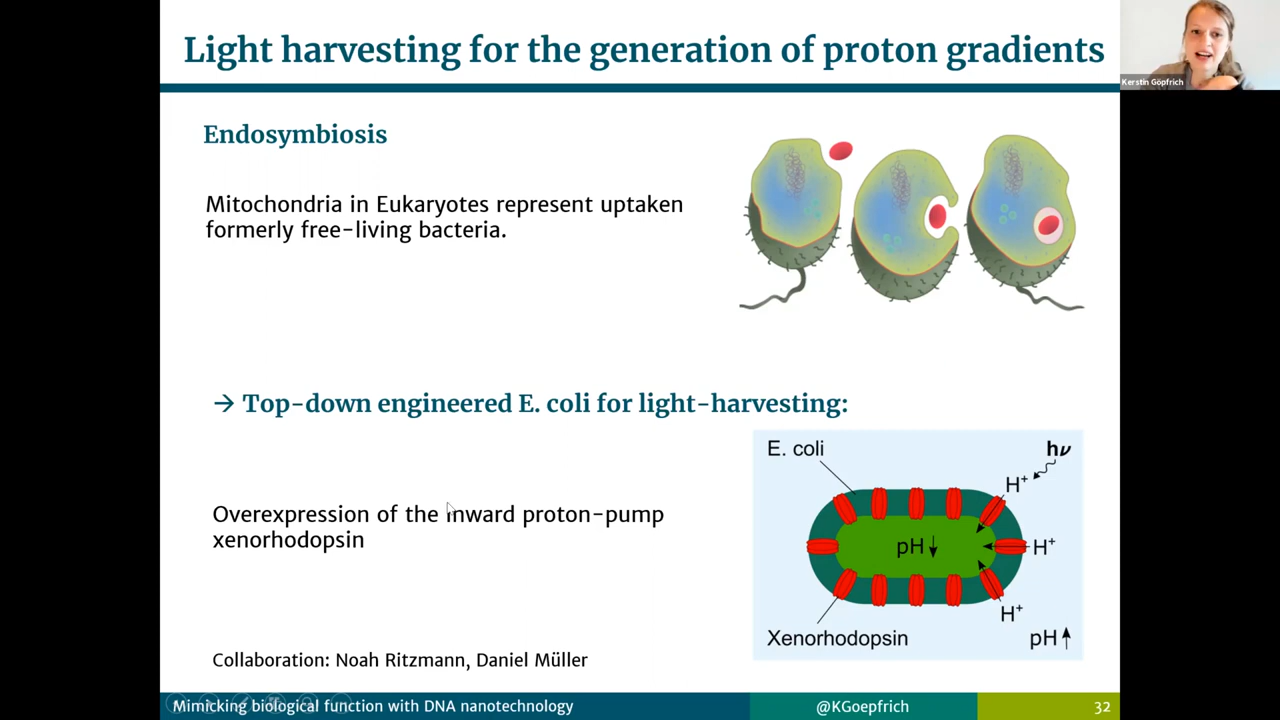 Light harvesting for the generation of proton gradients
Kerstin Göpfrich
Endosymbiosis
Mitochondria in Eukaryotes represent uptaken
formerly free-living bacteria.
→ Top-down engineered E. coli for light-harvesting:
Overexpression of the inward proton-pump
xenorhodopsin
E. coli
hν
H⁺
pH↓
H⁺
H⁺
Xenorhodopsin
pH↑
Collaboration: Noah Ritzmann, Daniel Müller
Mimicking biological function with DNA nanotechnology
@KGoepfrich
32